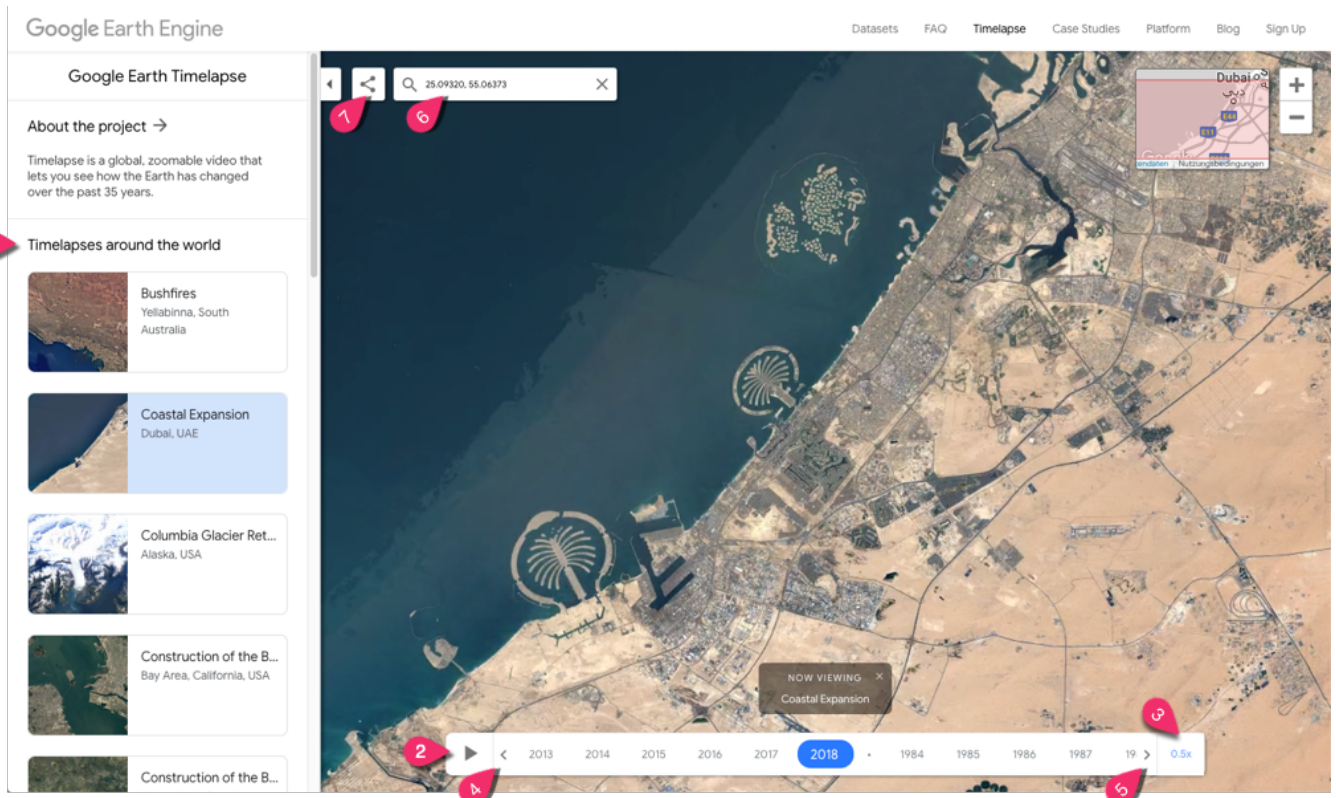 Google Earth Engine
Datasets FAQ Timelapse Case Studies Platform Blog Sign Up
Google Earth Timelapse
About the project →
Timelapse is a global, zoomable video that
lets you see how the Earth has changed
over the past 35 years.
Timelapses around the world
Bushfires
Yellabinna, South
Australia
Coastal Expansion
Dubai, UAE
Columbia Glacier Ret...
Alaska, USA
Construction of the B...
Bay Area, California, USA
Construction of the B...
7
25.09320, 55.06373
6
Dubai
دبي
E44
E11
Google
endaten
Nutzungsbedingungen
NOW VIEWING
Coastal Expansion
3
2
2013 2014 2015 2016 2017 2018 • 1984 1985 1986 1987 19 0.5x
4
5